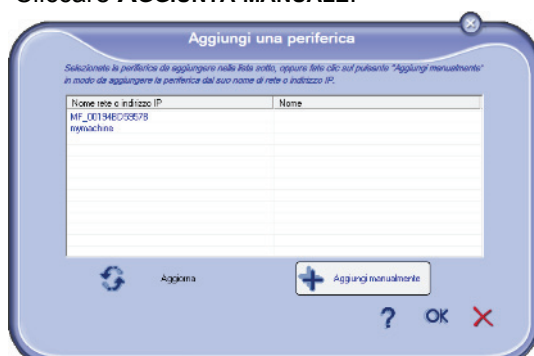 Cliccare AGGIUNTA MANUALE.
Aggiungi una periferica
Selezionate la periferica da aggiungere nella lista sotto, oppure fate clic sul pulsante "Aggiungi manualmente"
in modo da aggiungere la periferica dal suo nome di rete o indirizzo IP.
Nome rete o indirizzo IP Nome
MF_00194BD59578
mymachine
Aggiorna Aggiungi manualmente
? OK